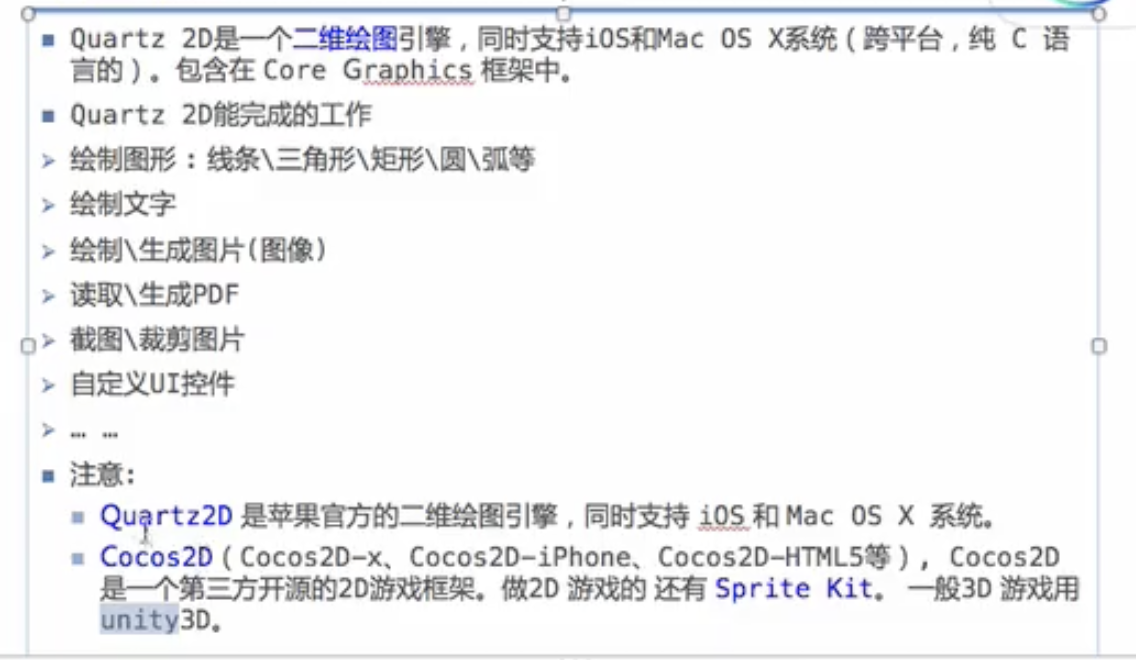 Quartz 2D是一个二维绘图引擎，同时支持iOS和Mac OS X系统（跨平台，纯 C 语
言的）。包含在 Core Graphics 框架中。
Quartz 2D能完成的工作
绘制图形：线条\三角形\矩形\圆\弧等
绘制文字
绘制\生成图片(图像)
读取\生成PDF
截图\裁剪图片
自定义UI控件
… …
注意:
Quartz2D 是苹果官方的二维绘图引擎，同时支持 iOS 和 Mac OS X 系统。
Cocos2D（Cocos2D-x、Cocos2D-iPhone、Cocos2D-HTML5等），Cocos2D
是一个第三方开源的2D游戏框架。做2D 游戏的 还有 Sprite Kit。 一般3D 游戏用
unity3D。